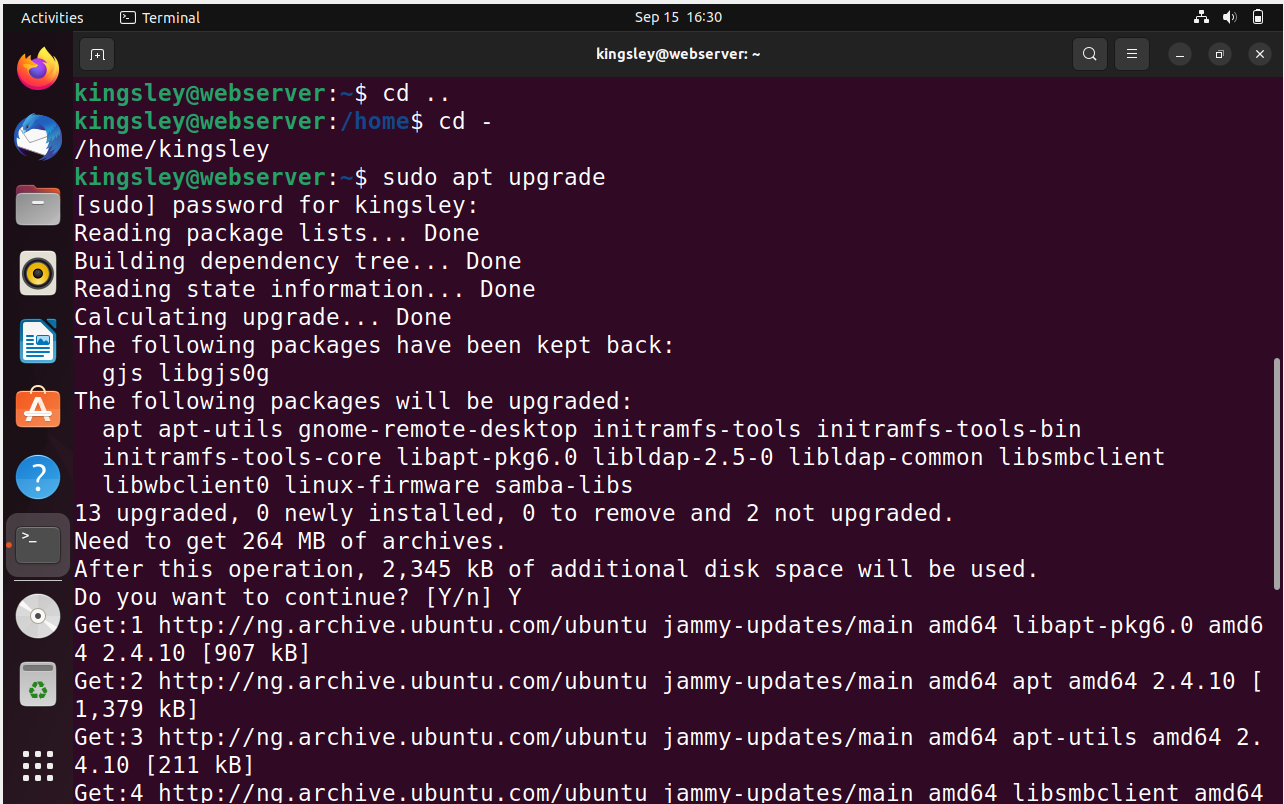 Activities Terminal Sep 15 16:30
kingsley@webserver: ~
kingsley@webserver:~$ cd ..
kingsley@webserver:/home$ cd -
/home/kingsley
kingsley@webserver:~$ sudo apt upgrade
[sudo] password for kingsley:
Reading package lists... Done
Building dependency tree... Done
Reading state information... Done
Calculating upgrade... Done
The following packages have been kept back:
  gjs libgjs0g
The following packages will be upgraded:
  apt apt-utils gnome-remote-desktop initramfs-tools initramfs-tools-bin
  initramfs-tools-core libapt-pkg6.0 libldap-2.5-0 libldap-common libsmbclient
  libwbclient0 linux-firmware samba-libs
13 upgraded, 0 newly installed, 0 to remove and 2 not upgraded.
Need to get 264 MB of archives.
After this operation, 2,345 kB of additional disk space will be used.
Do you want to continue? [Y/n] Y
Get:1 http://ng.archive.ubuntu.com/ubuntu jammy-updates/main amd64 libapt-pkg6.0 amd6
4 2.4.10 [907 kB]
Get:2 http://ng.archive.ubuntu.com/ubuntu jammy-updates/main amd64 apt amd64 2.4.10 [
1,379 kB]
Get:3 http://ng.archive.ubuntu.com/ubuntu jammy-updates/main amd64 apt-utils amd64 2.
4.10 [211 kB]
Get:4 http://ng.archive.ubuntu.com/ubuntu jammy-updates/main amd64 libsmbclient amd64